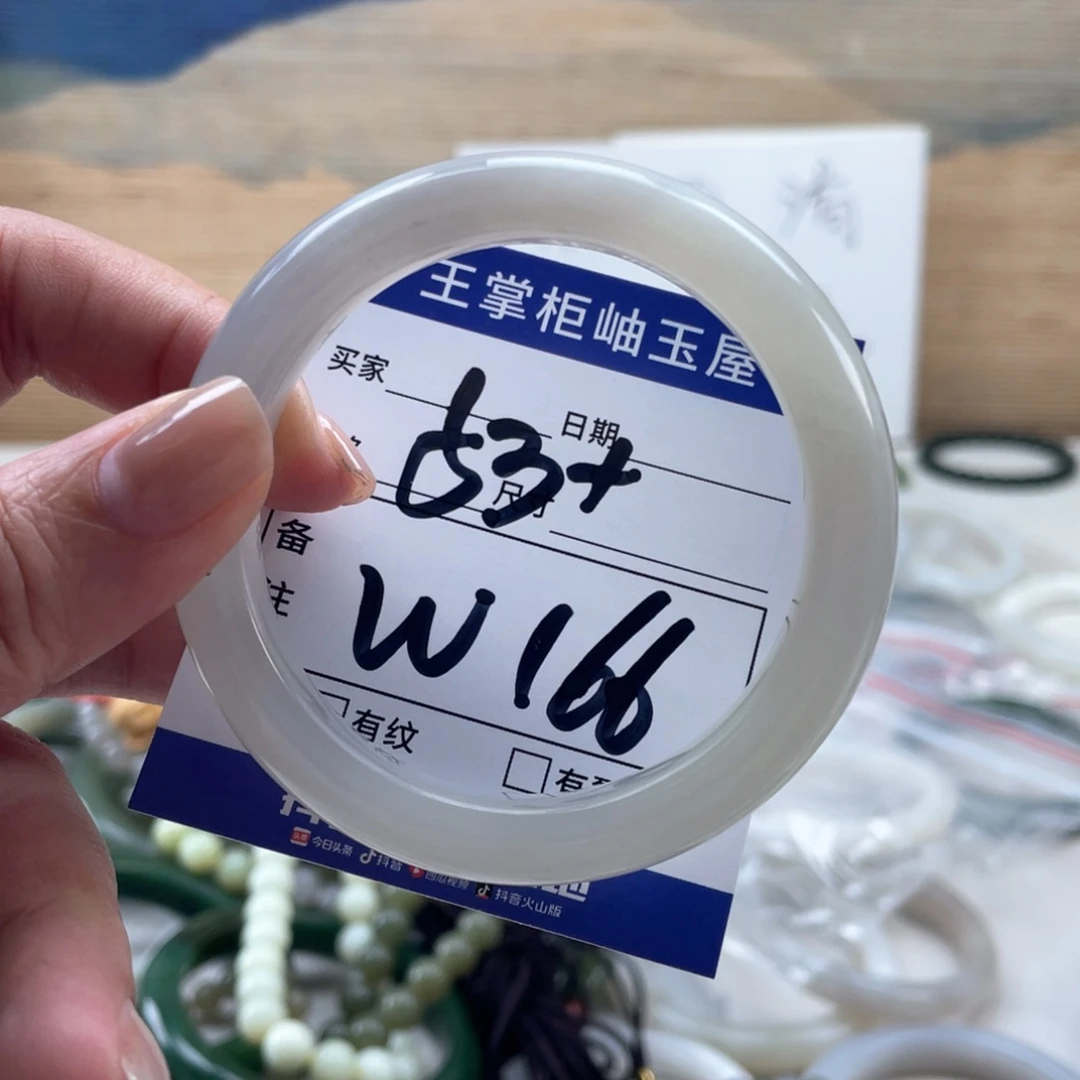 王掌柜岫玉屋
买家
日期
53+
尺寸
备
注
W166
有纹
有
今日头条 抖音 西瓜视频 抖音火山版